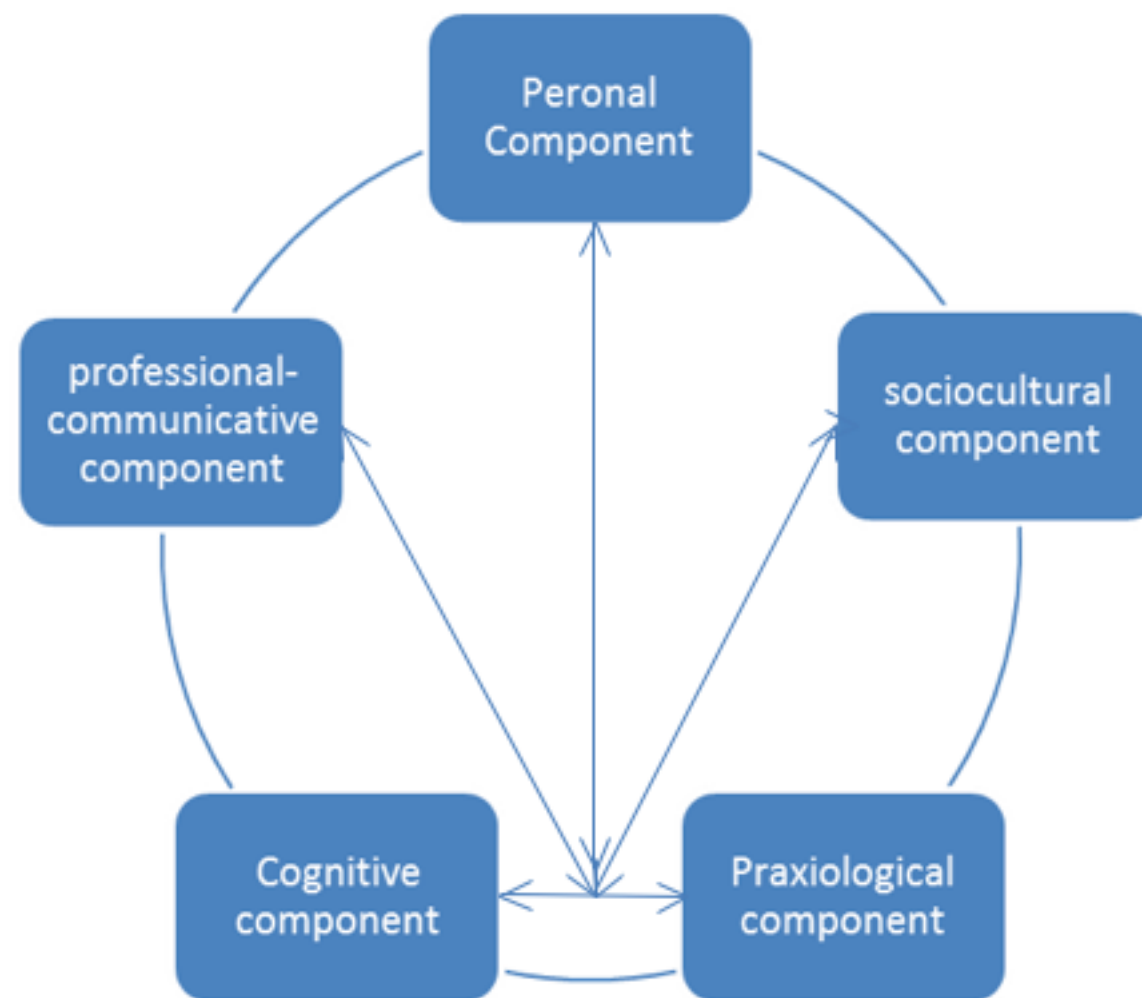 Peronal
Component
professional-
communicative
component
sociocultural
component
Cognitive
component
Praxiological
component